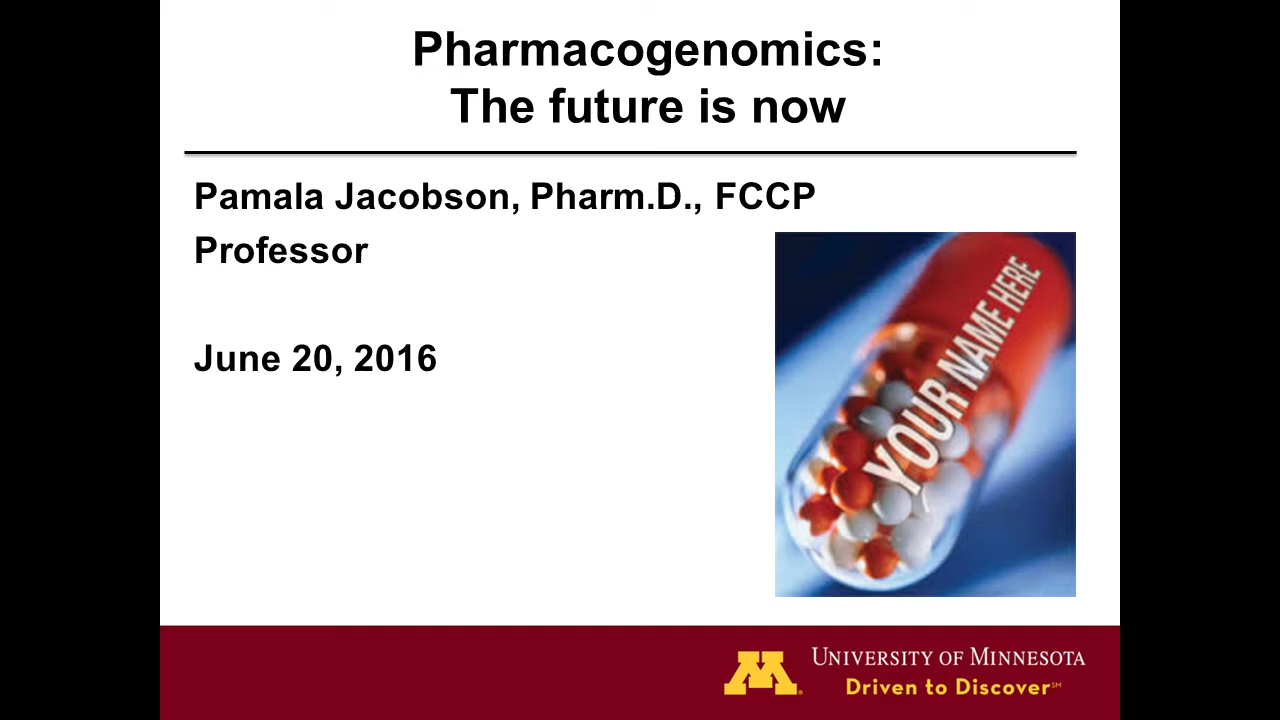 Pharmacogenomics:
The future is now
Pamala Jacobson, Pharm.D., FCCP
Professor
June 20, 2016
YOUR NAME HERE
M
UNIVERSITY OF MINNESOTA
Driven to Discover℠